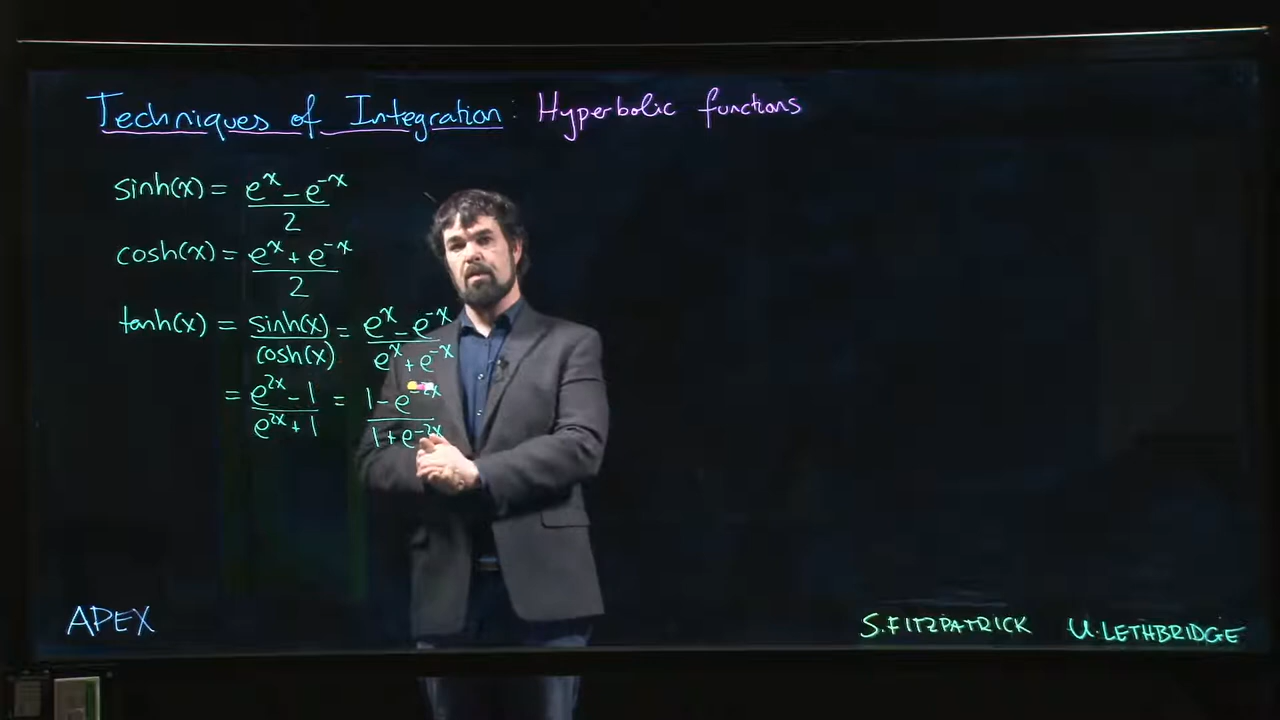 Techniques of Integration: Hyperbolic functions
sinh(x) = (e^x - e^-x)/2
cosh(x) = (e^x + e^-x)/2
tanh(x) = sinh(x)/cosh(x) = (e^x - e^-x)/(e^x + e^-x)
= (e^2x - 1)/(e^2x + 1) = (1 - e^-2x)/(1 + e^-2x)
APEX
S. FITZPATRICK U. LETHBRIDGE